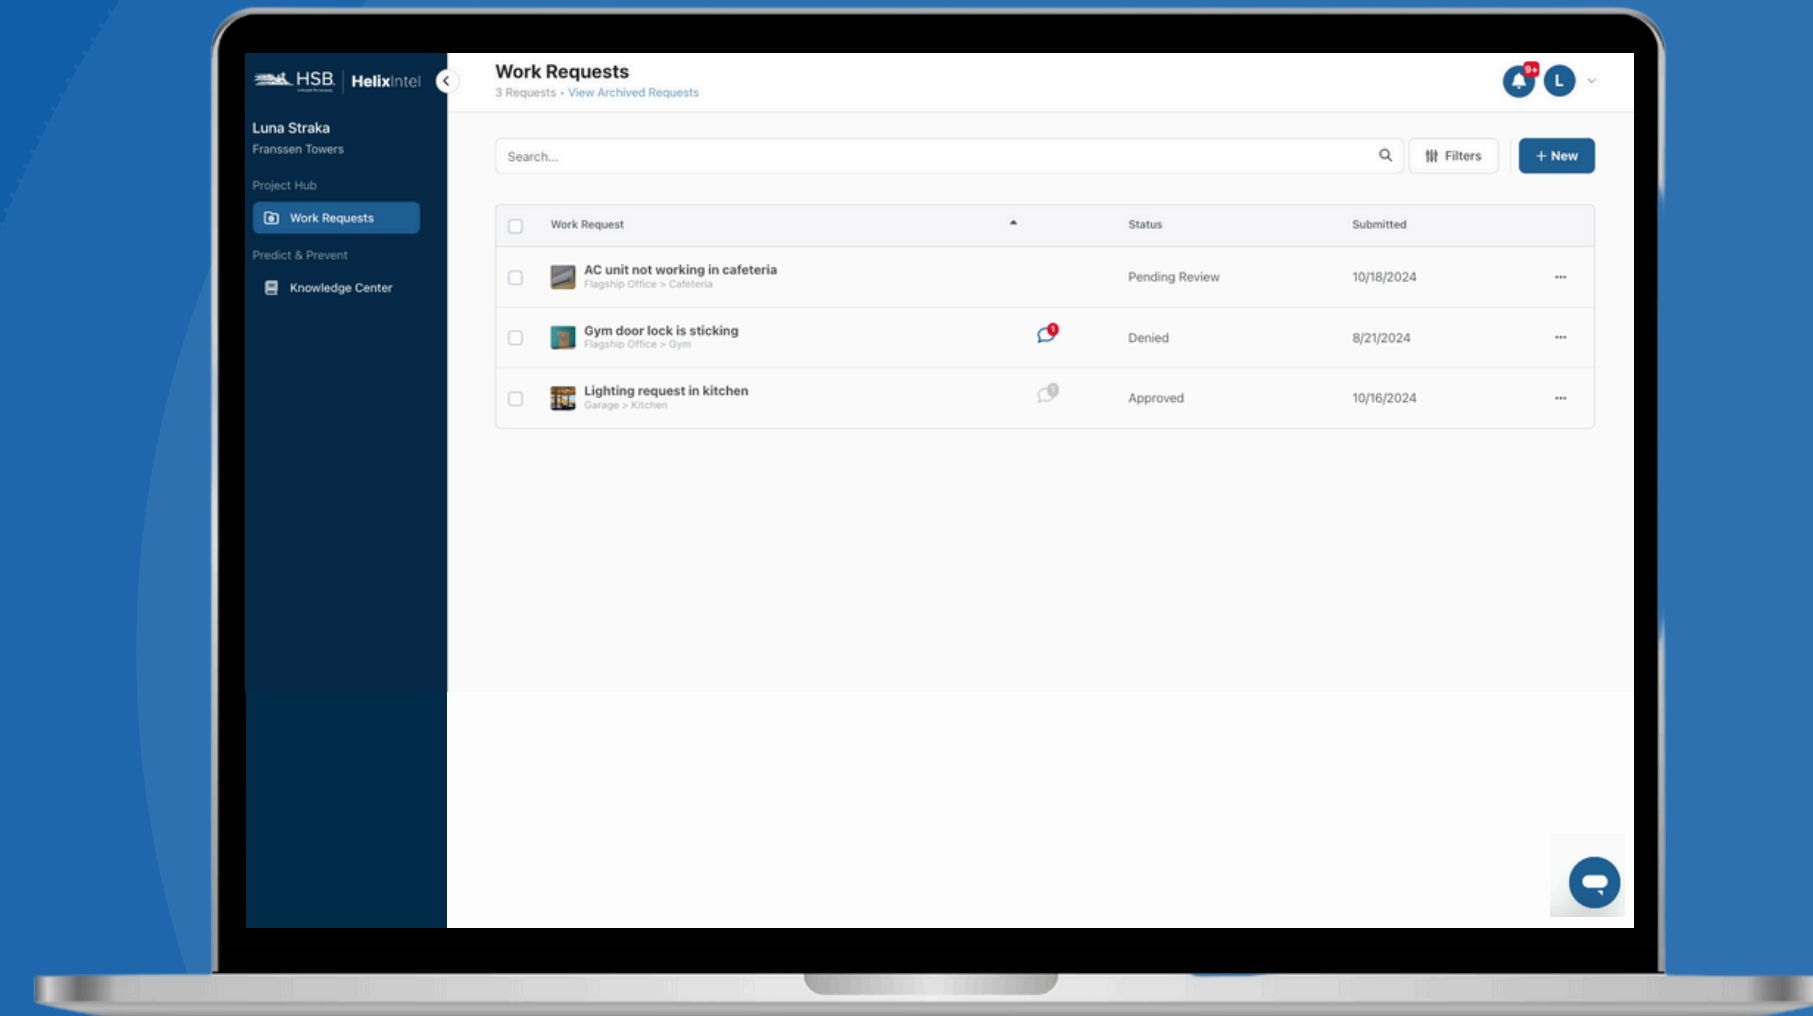 HSB | HelixIntel
Luna Straka
Franssen Towers
Project Hub
Work Requests
Predict & Prevent
Knowledge Center
Work Requests
3 Requests • View Archived Requests
9+
L
Search...
Filters
+ New
Work Request Status Submitted
AC unit not working in cafeteria
Flagship Office > Cafeteria
Pending Review 10/18/2024
Gym door lock is sticking
Flagship Office > Gym
1
Denied 8/21/2024
Lighting request in kitchen
Garage > Kitchen
1
Approved 10/16/2024